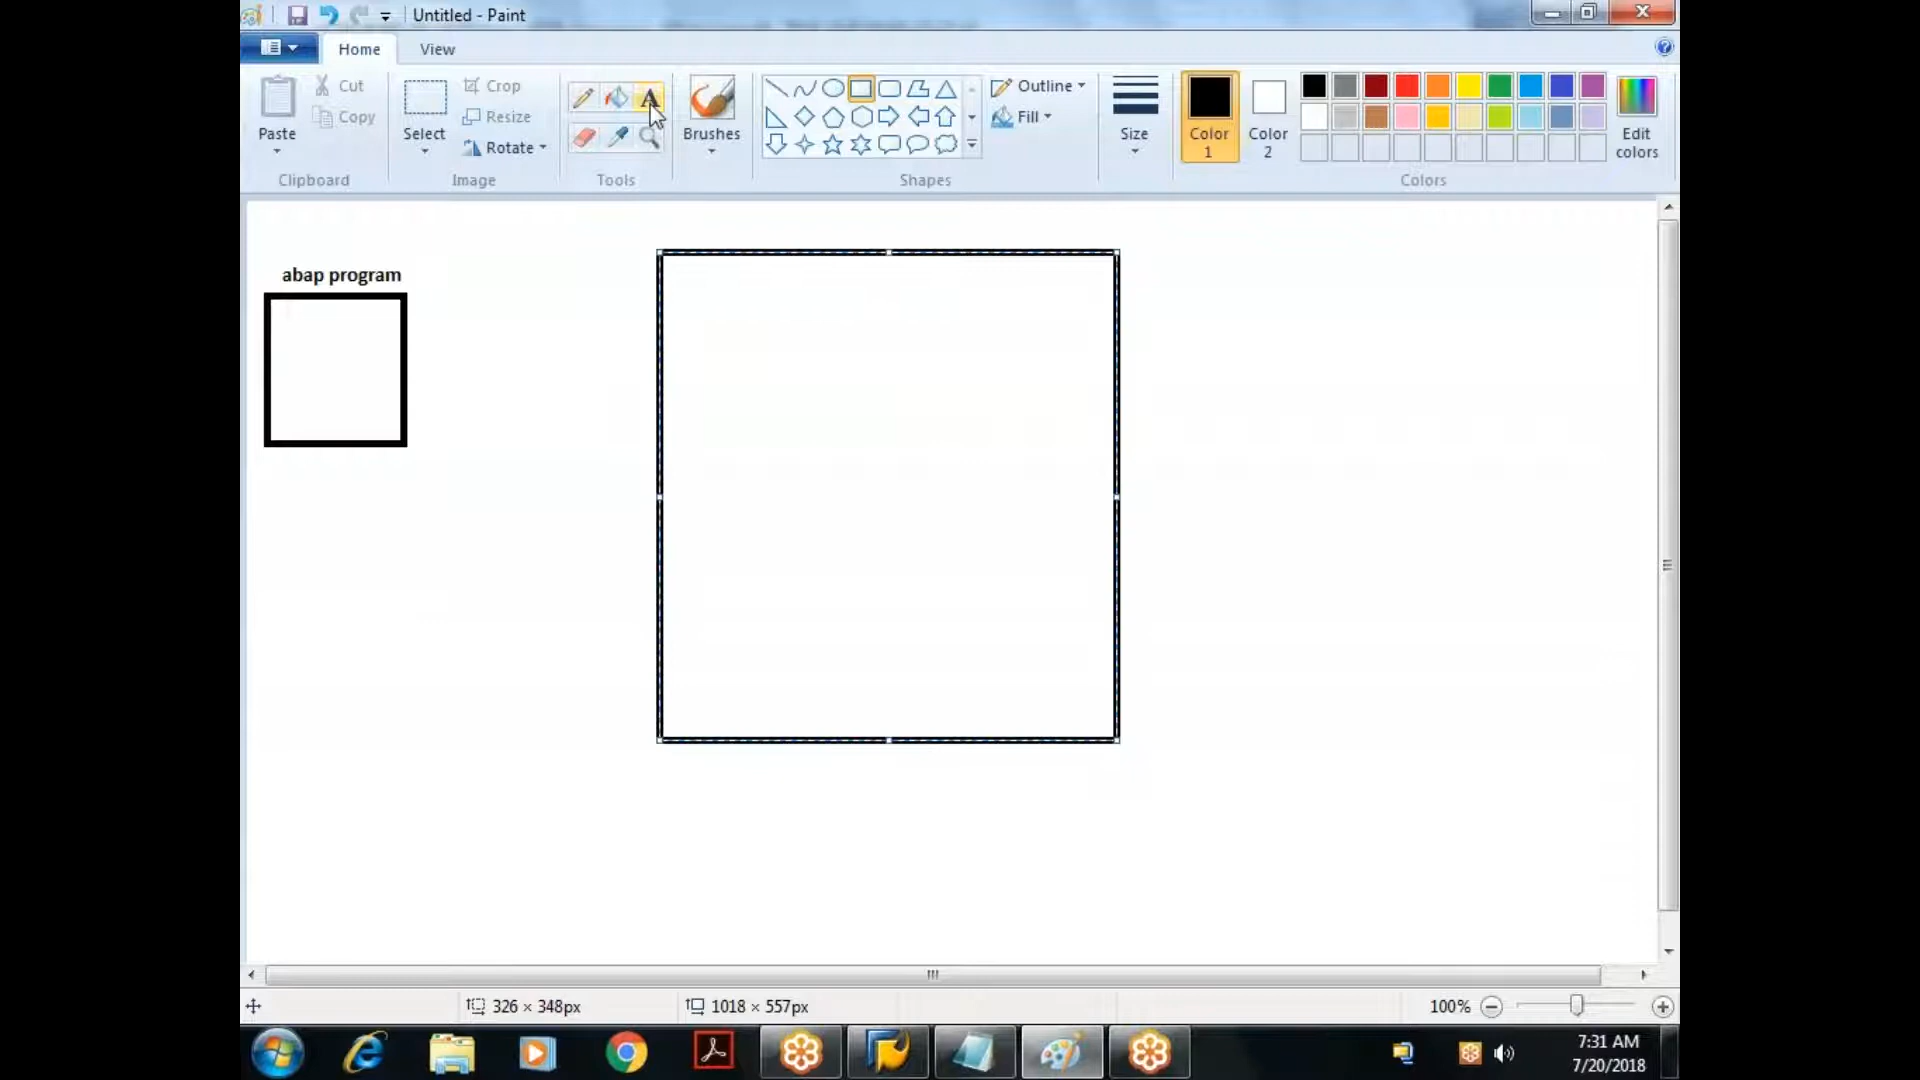 Untitled - Paint
Home
View
Paste
Cut
Copy
Clipboard
Select
Crop
Resize
Rotate
Image
A
Tools
Brushes
Outline
Fill
Shapes
Size
Color
1
Color
2
Edit
colors
Colors
abap program
326 × 348px
1018 × 557px
100%
7:31 AM
7/20/2018